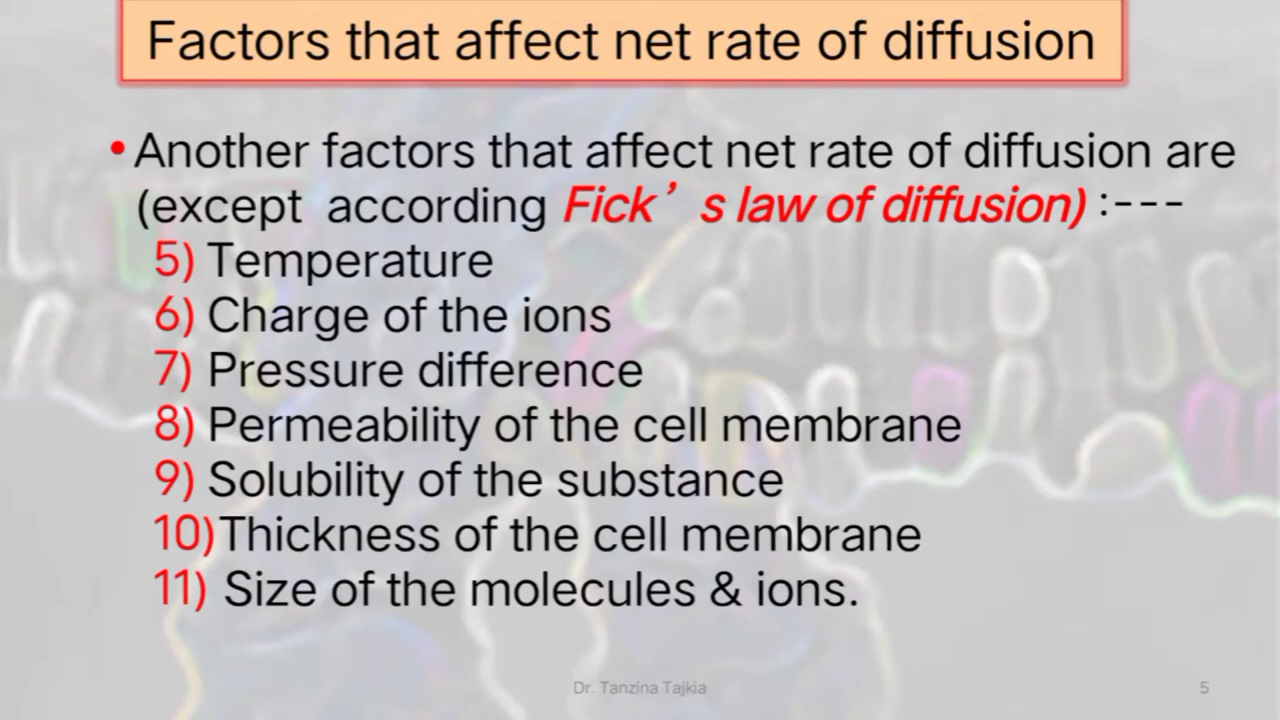 Factors that affect net rate of diffusion
• Another factors that affect net rate of diffusion are
(except according Fick’ s law of diffusion) :---
5) Temperature
6) Charge of the ions
7) Pressure difference
8) Permeability of the cell membrane
9) Solubility of the substance
10)Thickness of the cell membrane
11) Size of the molecules & ions.
Dr. Tanzina Tajkia 5